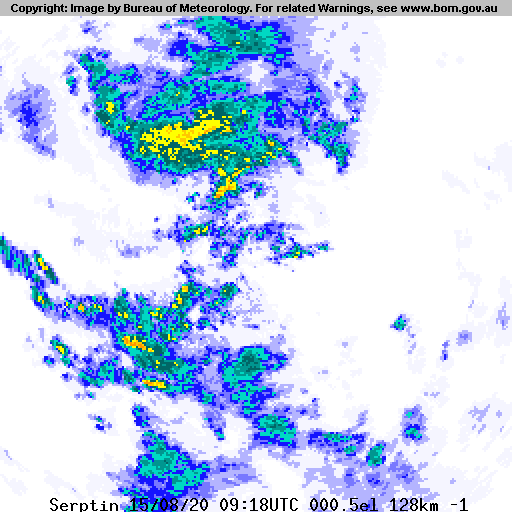 Copyright: Image by Bureau of Meteorology. For related Warnings, see www.bom.gov.au
Serptin 15/08/20 09:18UTC 000.5el 128km -1